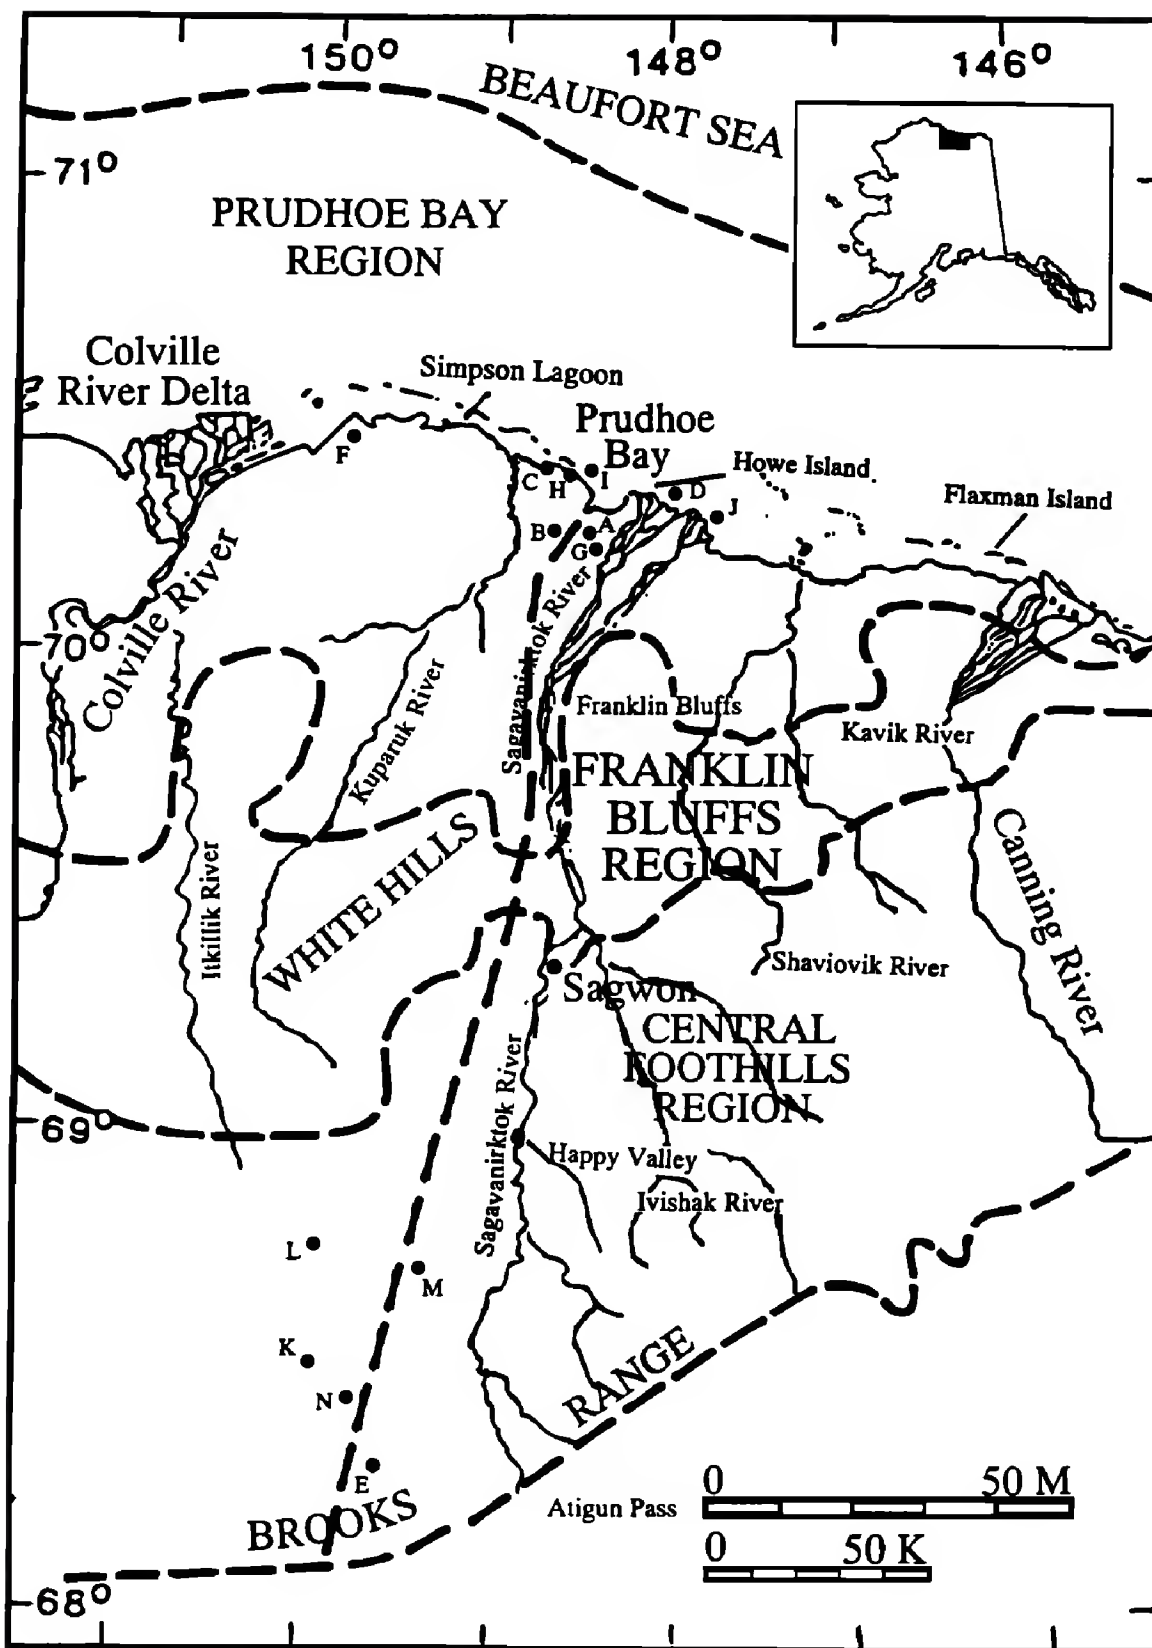 150° 148° 146°
BEAUFORT SEA
71°
PRUDHOE BAY
REGION
Colville
River Delta
Simpson Lagoon
Prudhoe
Bay
Howe Island
Flaxman Island
F
C
H
I
D
J
B
A
G
Colville River
70°
Kuparuk River
Sagavanirktok River
Franklin Bluffs
Kavik River
FRANKLIN
BLUFFS
REGION
WHITE HILLS
Itkillik River
Canning River
Shaviovik River
Sagwon
CENTRAL
FOOTHILLS
REGION
69°
Sagavanirktok River
Happy Valley
Ivishak River
L
M
K
N
E
BROOKS
RANGE
Atigun Pass
0 50 M
0 50 K
68°